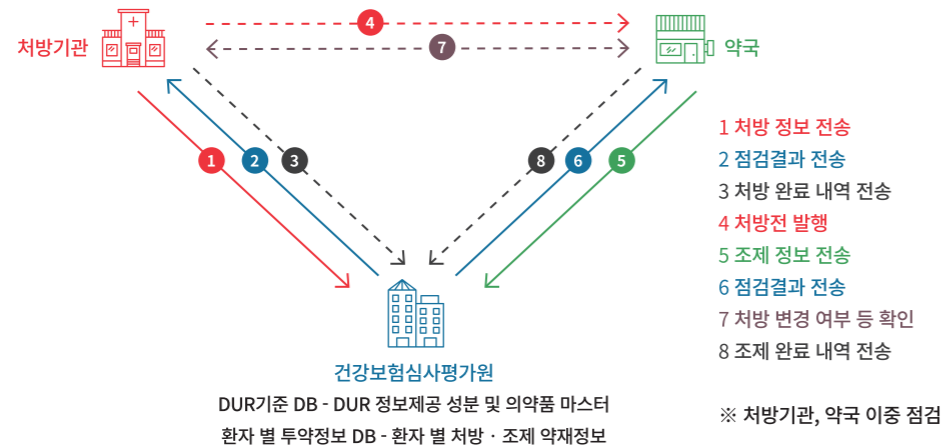 4
7
처방기관
약국
1
2
3
8
6
5
1 처방 정보 전송
2 점검결과 전송
3 처방 완료 내역 전송
4 처방전 발행
5 조제 정보 전송
6 점검결과 전송
7 처방 변경 여부 등 확인
8 조제 완료 내역 전송
건강보험심사평가원
DUR기준 DB - DUR 정보제공 성분 및 의약품 마스터
환자 별 투약정보 DB - 환자 별 처방 · 조제 약재정보
※ 처방기관, 약국 이중 점검